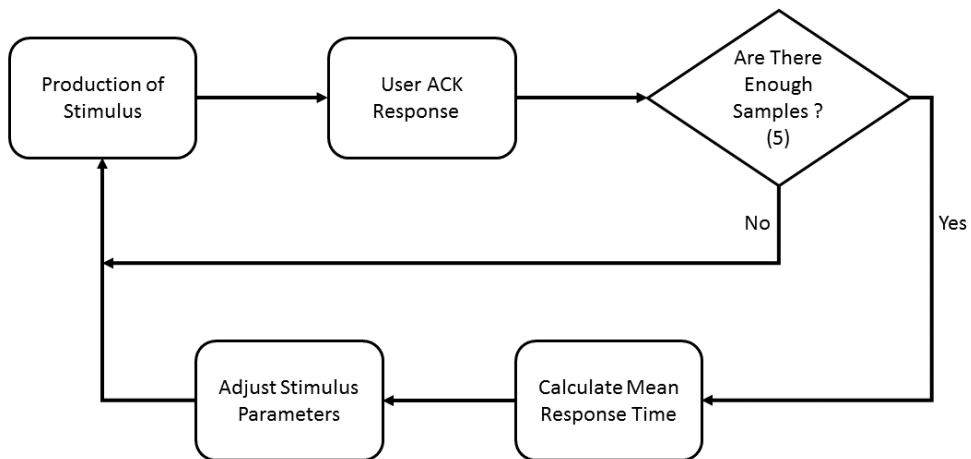 Production of
Stimulus
User ACK
Response
Are There
Enough
Samples ?
(5)
No
Yes
Adjust Stimulus
Parameters
Calculate Mean
Response Time